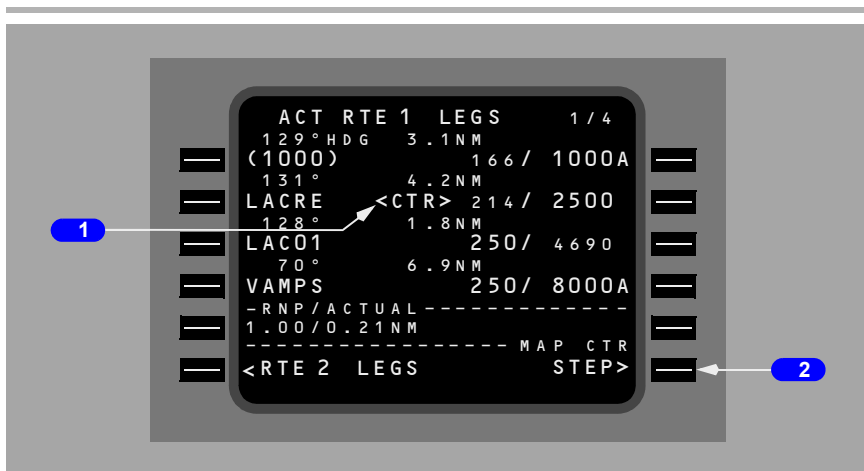 ACT RTE 1 LEGS 1/4
129°HDG 3.1NM
(1000) 166/ 1000A
131° 4.2NM
LACRE <CTR> 214/ 2500
1
128° 1.8NM
LACO1 250/ 4690
70° 6.9NM
VAMPS 250/ 8000A
-RNP/ACTUAL--------------
1.00/0.21NM
------------------ MAP CTR
<RTE 2 LEGS STEP>
2